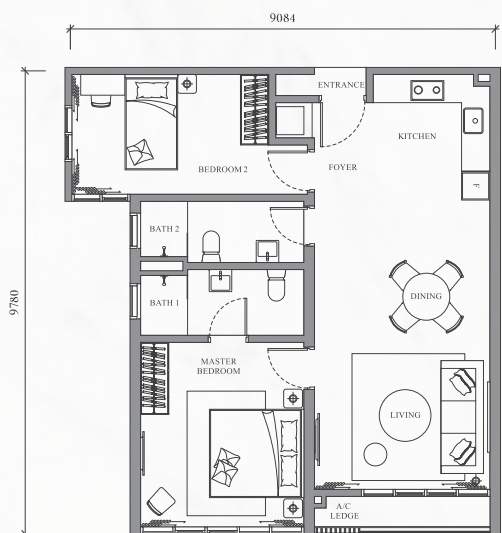 9084
ENTRANCE
KITCHEN
BEDROOM 2
FOYER
F
BATH 2
DINING
BATH 1
9780
MASTER
BEDROOM
LIVING
A/C
LEDGE